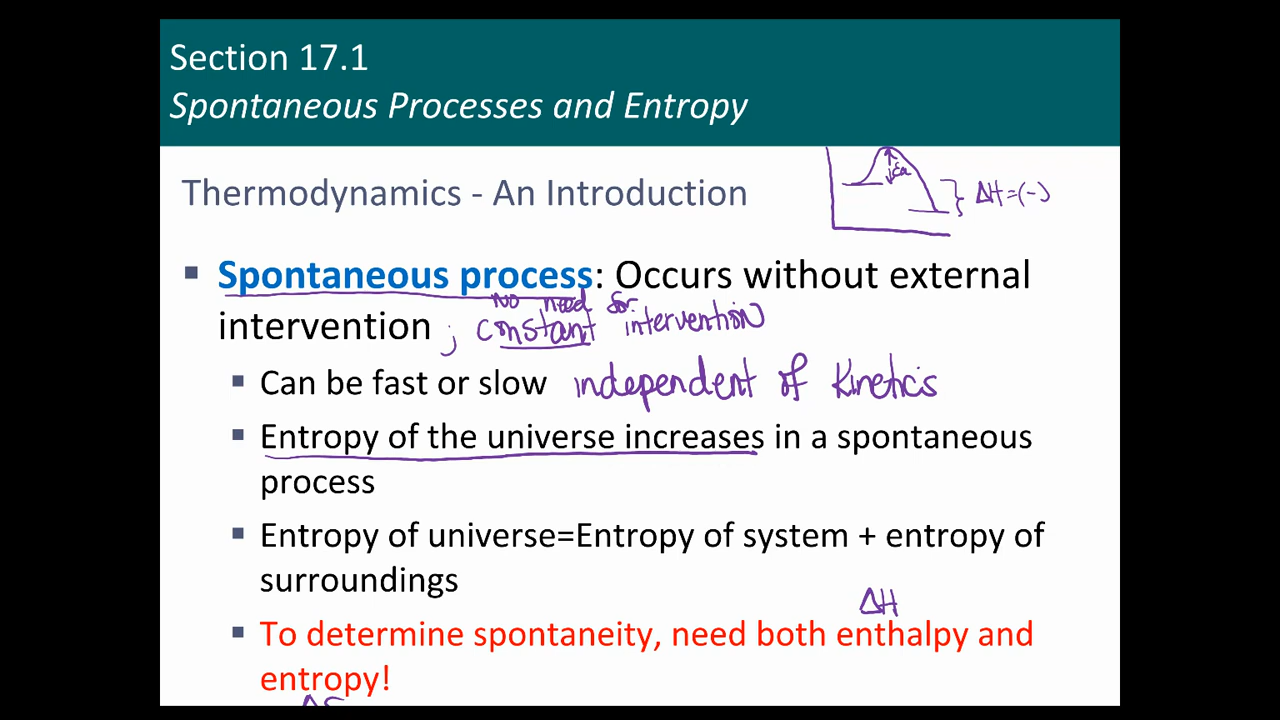 Section 17.1
Spontaneous Processes and Entropy
Thermodynamics - An Introduction
Ea
ΔH=(-)
▪ Spontaneous process: Occurs without external
no need for
intervention ; constant intervention
▪ Can be fast or slow independent of Kinetics
▪ Entropy of the universe increases in a spontaneous
process
▪ Entropy of universe=Entropy of system + entropy of
surroundings
ΔH
▪ To determine spontaneity, need both enthalpy and
entropy!
ΔS